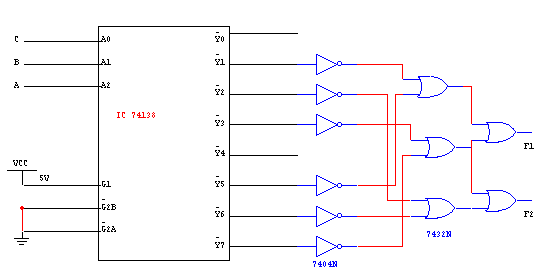 C A0 Y0
B A1 Y1
A A2 Y2
IC 74138
Y3
Y4
VCC
5V G1 Y5
G2B Y6
G2A Y7
7404N
7432N
F1
F2